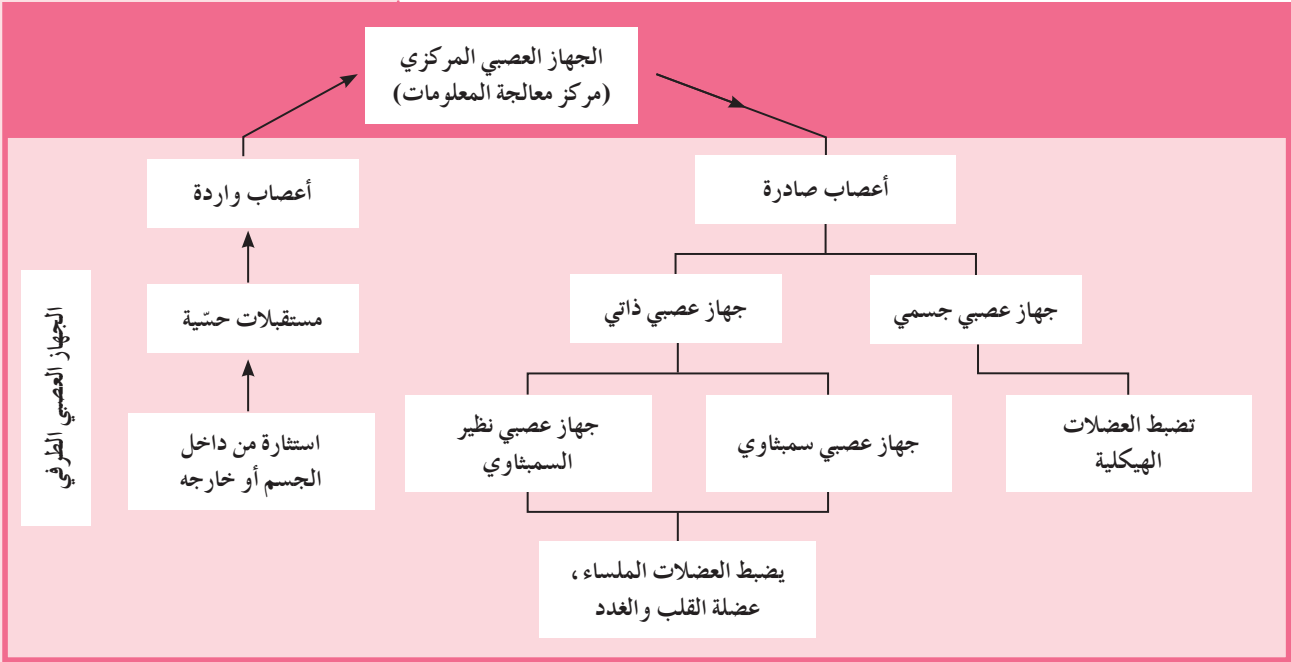 الجهاز العصبي المركزي
(مركز معالجة المعلومات)
أعصاب صادرة
أعصاب واردة
جهاز عصبي جسمي
جهاز عصبي ذاتي
مستقبلات حسّية
الجهاز العصبي الطرفي
تضبط العضلات
الهيكلية
جهاز عصبي سمبثاوي
جهاز عصبي نظير
السمبثاوي
استثارة من داخل
الجسم أو خارجه
يضبط العضلات الملساء،
عضلة القلب والغدد